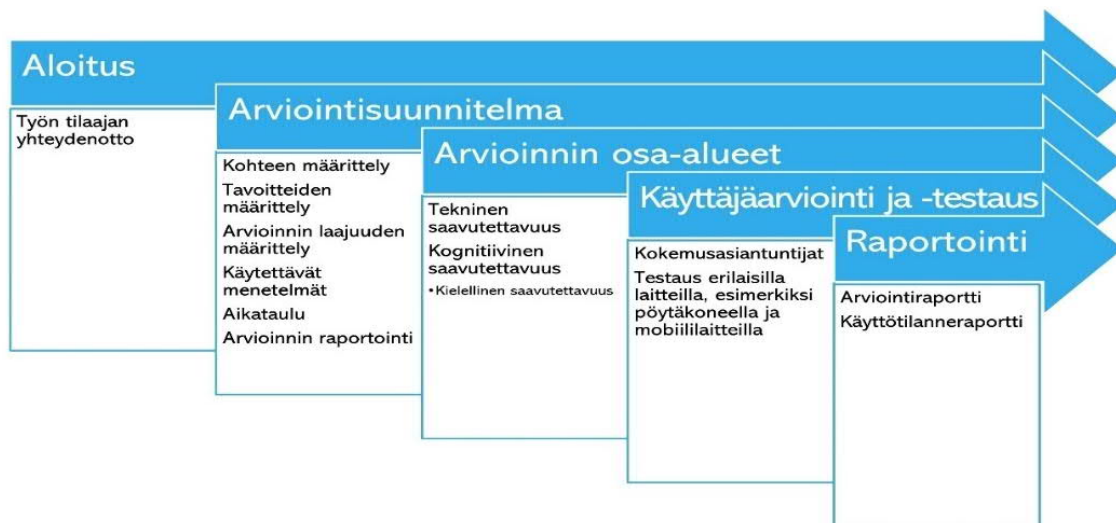 Aloitus
Työn tilaajan
yhteydenotto
Arviointisuunnitelma
Kohteen määrittely
Tavoitteiden
määrittely
Arvioinnin laajuuden
määrittely
Käytettävät
menetelmät
Aikataulu
Arvioinnin raportointi
Arvioinnin osa-alueet
Tekninen
saavutettavuus
Kognitiivinen
saavutettavuus
•Kielellinen saavutettavuus
Käyttäjäarviointi ja -testaus
Kokemusasiantuntijat
Testaus erilaisilla
laitteilla, esimerkiksi
pöytäkoneella ja
mobiililaitteilla
Raportointi
Arviointiraportti
Käyttötilanneraportti